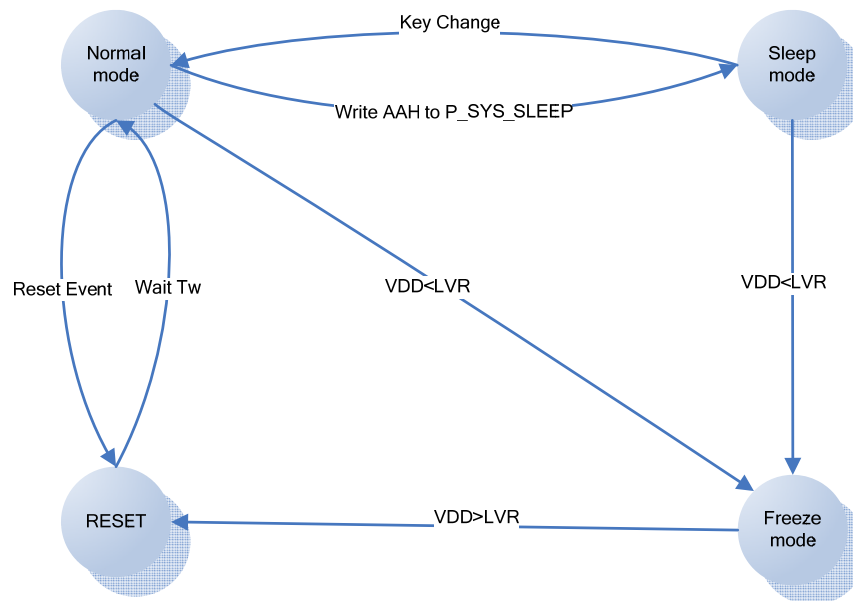 Key Change
Normal
mode
Sleep
mode
Write AAH to P_SYS_SLEEP
Reset Event
Wait Tw
VDD<LVR
VDD<LVR
RESET
VDD>LVR
Freeze
mode